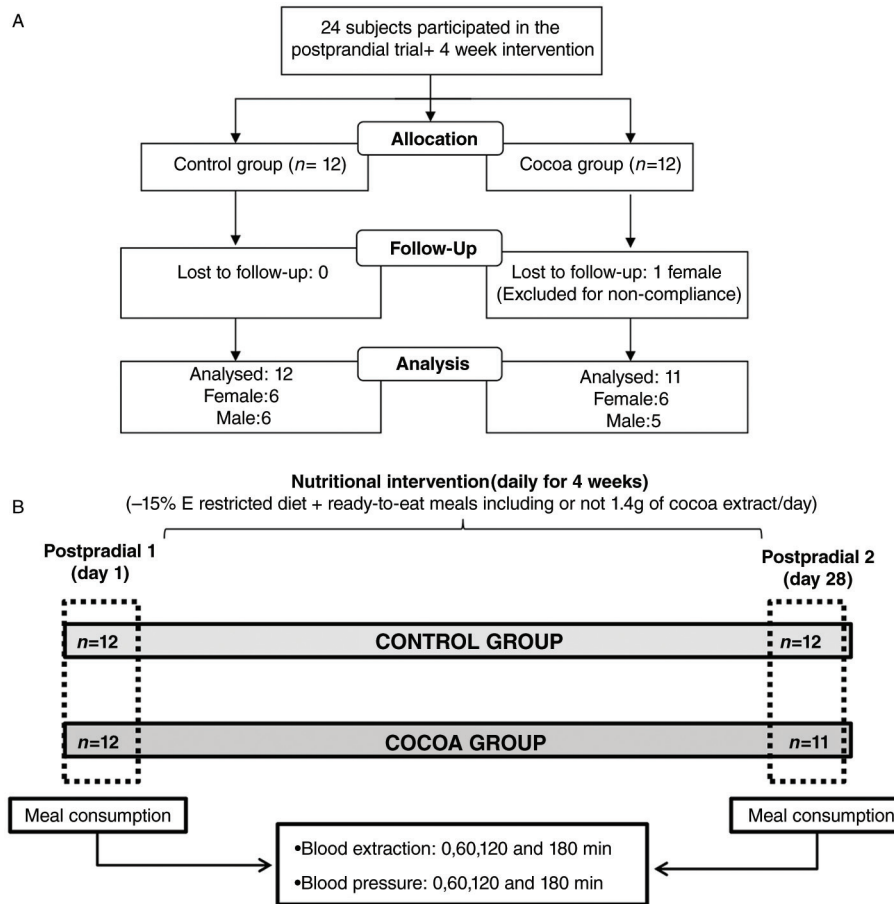 A
24 subjects participated in the
postprandial trial+ 4 week intervention
Allocation
Control group (n= 12)
Cocoa group (n=12)
Follow-Up
Lost to follow-up: 0
Lost to follow-up: 1 female
(Excluded for non-compliance)
Analysis
Analysed: 12
Female:6
Male:6
Analysed: 11
Female:6
Male:5
B
Nutritional intervention(daily for 4 weeks)
(–15% E restricted diet + ready-to-eat meals including or not 1.4g of cocoa extract/day)
Postpradial 1
(day 1)
Postpradial 2
(day 28)
n=12
CONTROL GROUP
n=12
n=12
COCOA GROUP
n=11
Meal consumption
Meal consumption
•Blood extraction: 0,60,120 and 180 min
•Blood pressure: 0,60,120 and 180 min